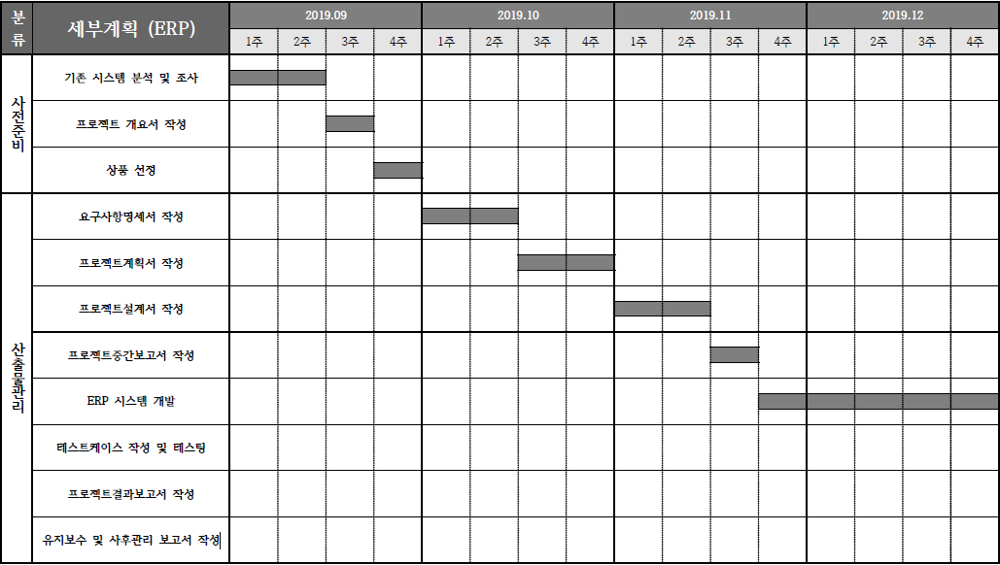 분류
세부계획 (ERP)
2019.09
2019.10
2019.11
2019.12
1주 2주 3주 4주 1주 2주 3주 4주 1주 2주 3주 4주 1주 2주 3주 4주
사전준비
기존 시스템 분석 및 조사
프로젝트 개요서 작성
상품 선정
산출물관리
요구사항명세서 작성
프로젝트계획서 작성
프로젝트설계서 작성
프로젝트중간보고서 작성
ERP 시스템 개발
테스트케이스 작성 및 테스팅
프로젝트결과보고서 작성
유지보수 및 사후관리 보고서 작성